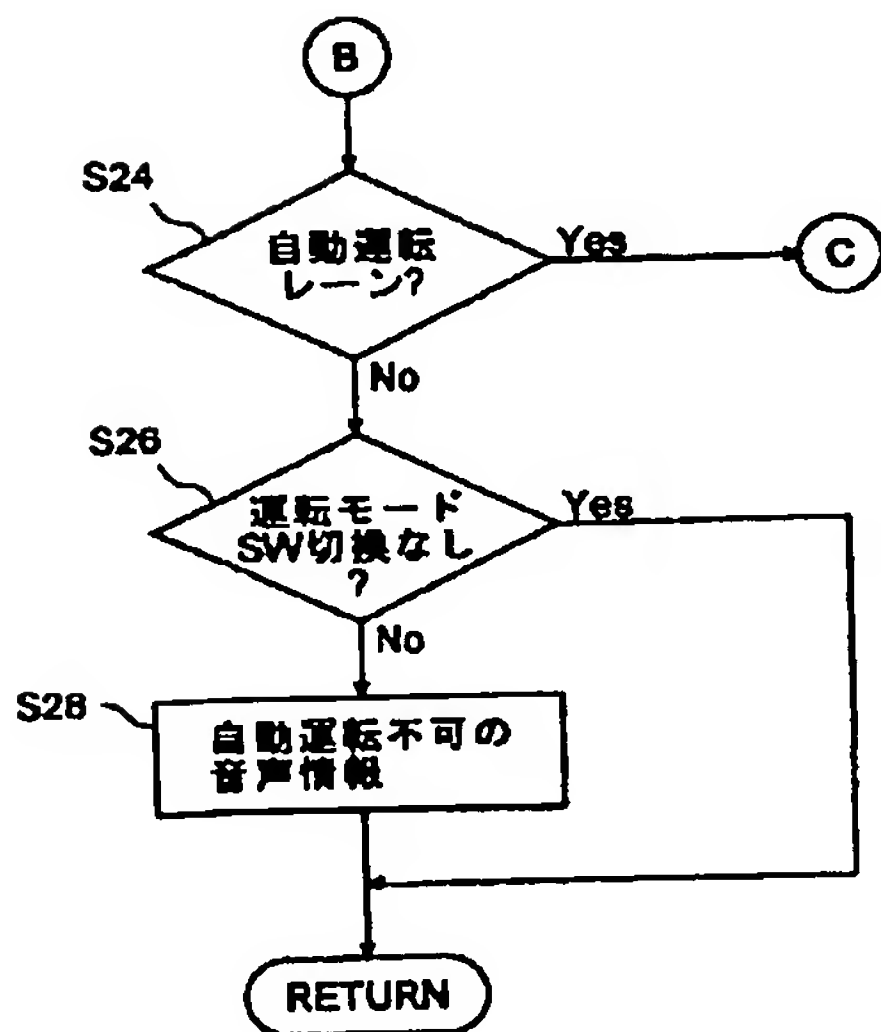 B
S24
自動運転
レーン?
Yes
C
No
S26
運転モード
SW切換なし
?
Yes
No
S28
自動運転不可の
音声情報
RETURN